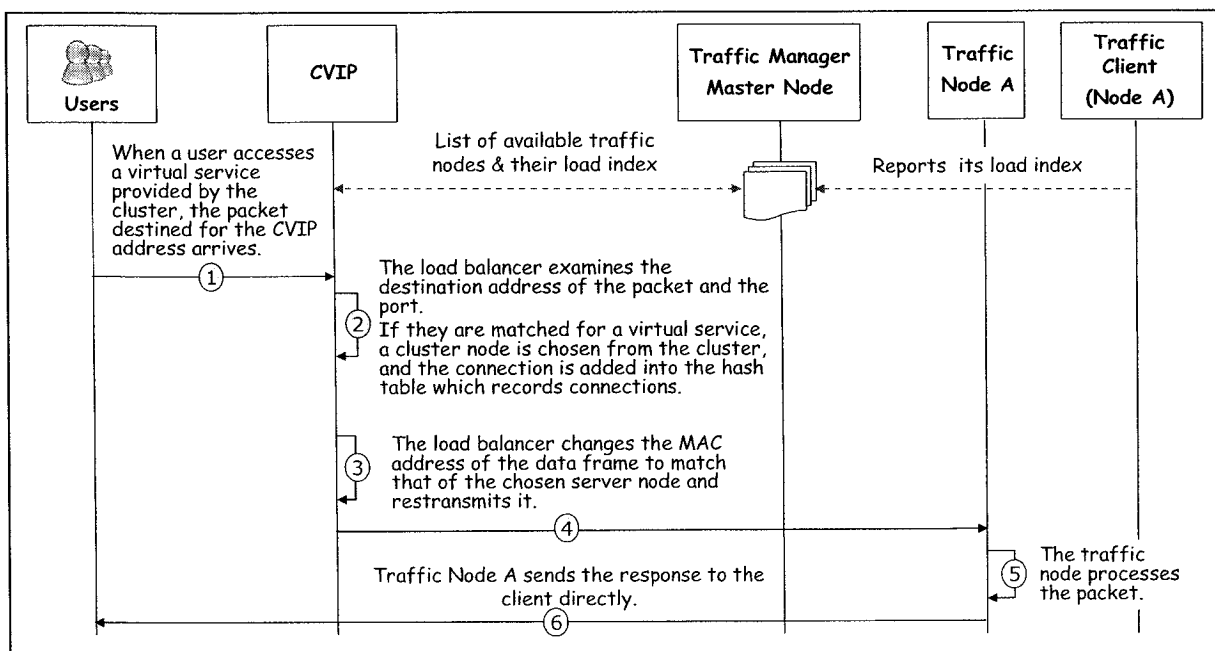 Users
CVIP
Traffic Manager
Master Node
Traffic
Node A
Traffic
Client
(Node A)
When a user accesses
a virtual service
provided by the
cluster, the packet
destined for the CVIP
address arrives.
List of available traffic
nodes & their load index
Reports its load index
1
The load balancer examines the
destination address of the packet and the
port.
2
If they are matched for a virtual service,
a cluster node is chosen from the cluster,
and the connection is added into the hash
table which records connections.
3
The load balancer changes the MAC
address of the data frame to match
that of the chosen server node and
restransmits it.
4
5
The traffic
node processes
the packet.
Traffic Node A sends the response to the
client directly.
6